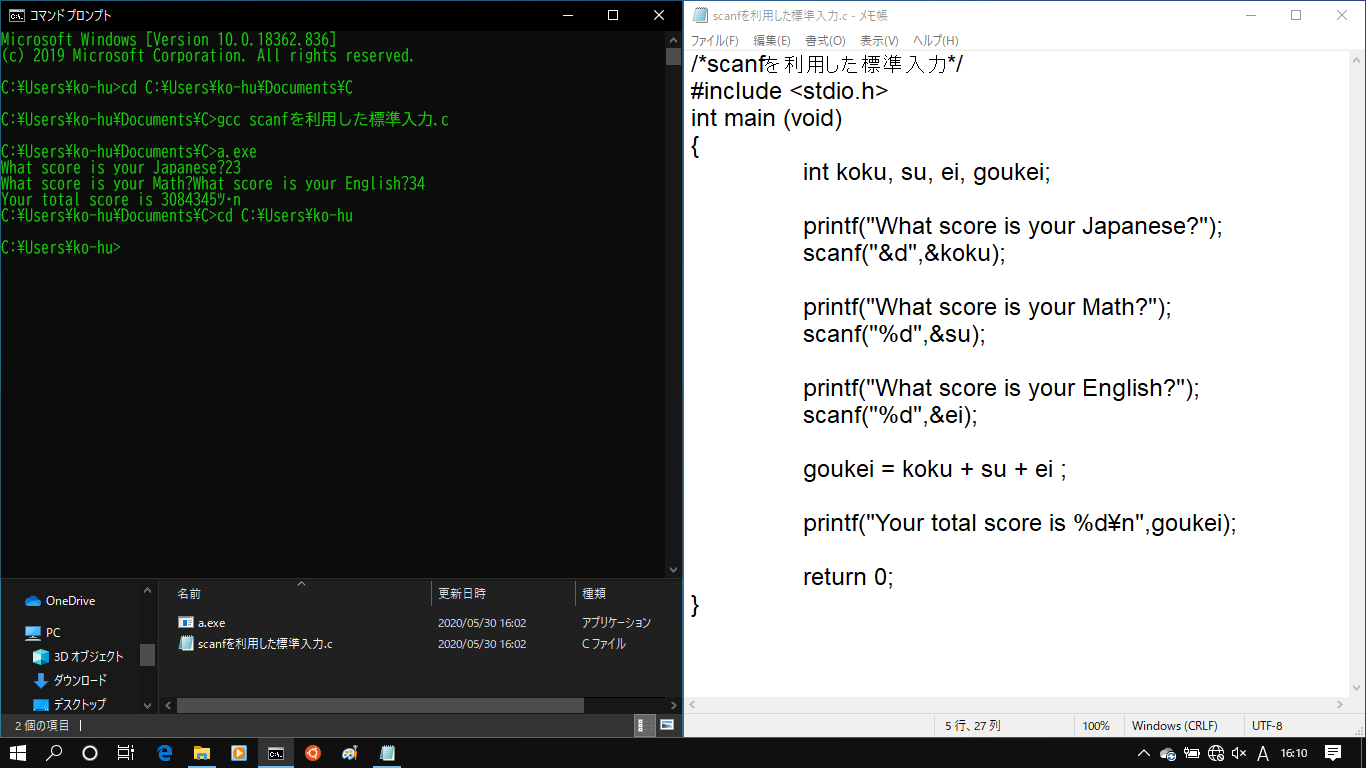 コマンド プロンプト
Microsoft Windows [Version 10.0.18362.836]
(c) 2019 Microsoft Corporation. All rights reserved.
C:¥Users¥ko-hu>cd C:¥Users¥ko-hu¥Documents¥C
C:¥Users¥ko-hu¥Documents¥C>gcc scanfを利用した標準入力.c
C:¥Users¥ko-hu¥Documents¥C>a.exe
What score is your Japanese?23
What score is your Math?What score is your English?34
Your total score is 3084345ﾂ･n
C:¥Users¥ko-hu¥Documents¥C>cd C:¥Users¥ko-hu
C:¥Users¥ko-hu>
OneDrive
PC
3D オブジェクト
ダウンロード
デスクトップ
名前 更新日時 種類
a.exe 2020/05/30 16:02 アプリケーション
scanfを利用した標準入力.c 2020/05/30 16:02 C ファイル
2 個の項目
scanfを利用した標準入力.c - メモ帳
ファイル(F) 編集(E) 書式(O) 表示(V) ヘルプ(H)
/*scanfを利用した標準入力*/
#include <stdio.h>
int main (void)
{
int koku, su, ei, goukei;
printf("What score is your Japanese?");
scanf("&d",&koku);
printf("What score is your Math?");
scanf("%d",&su);
printf("What score is your English?");
scanf("%d",&ei);
goukei = koku + su + ei ;
printf("Your total score is %d¥n",goukei);
return 0;
}
5 行、27 列 100% Windows (CRLF) UTF-8
A 16:10